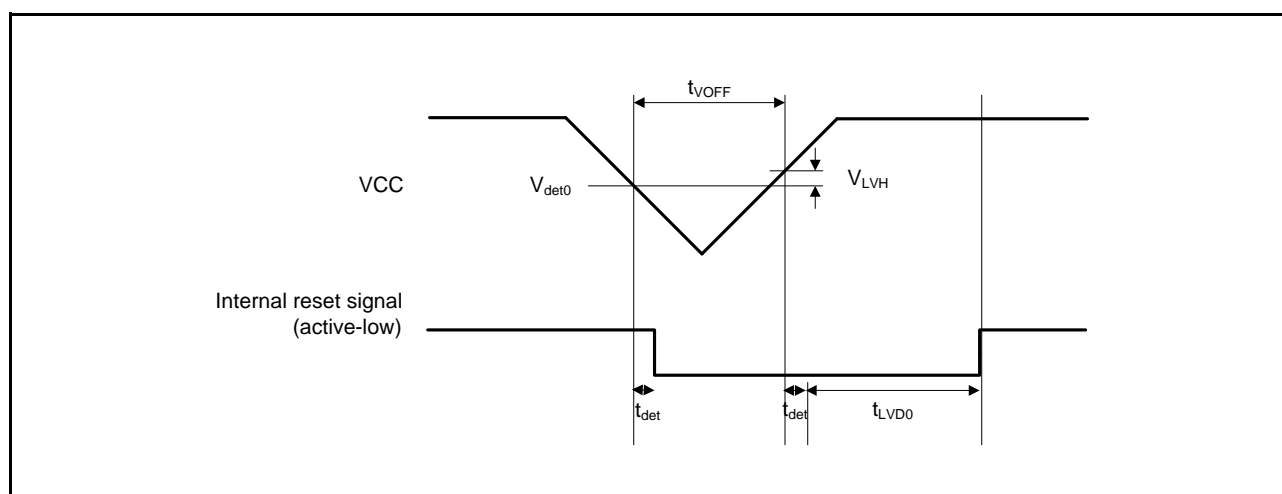 tVOFF
VCC
Vdet0
VLVH
Internal reset signal
(active-low)
tdet
tdet
tLVD0